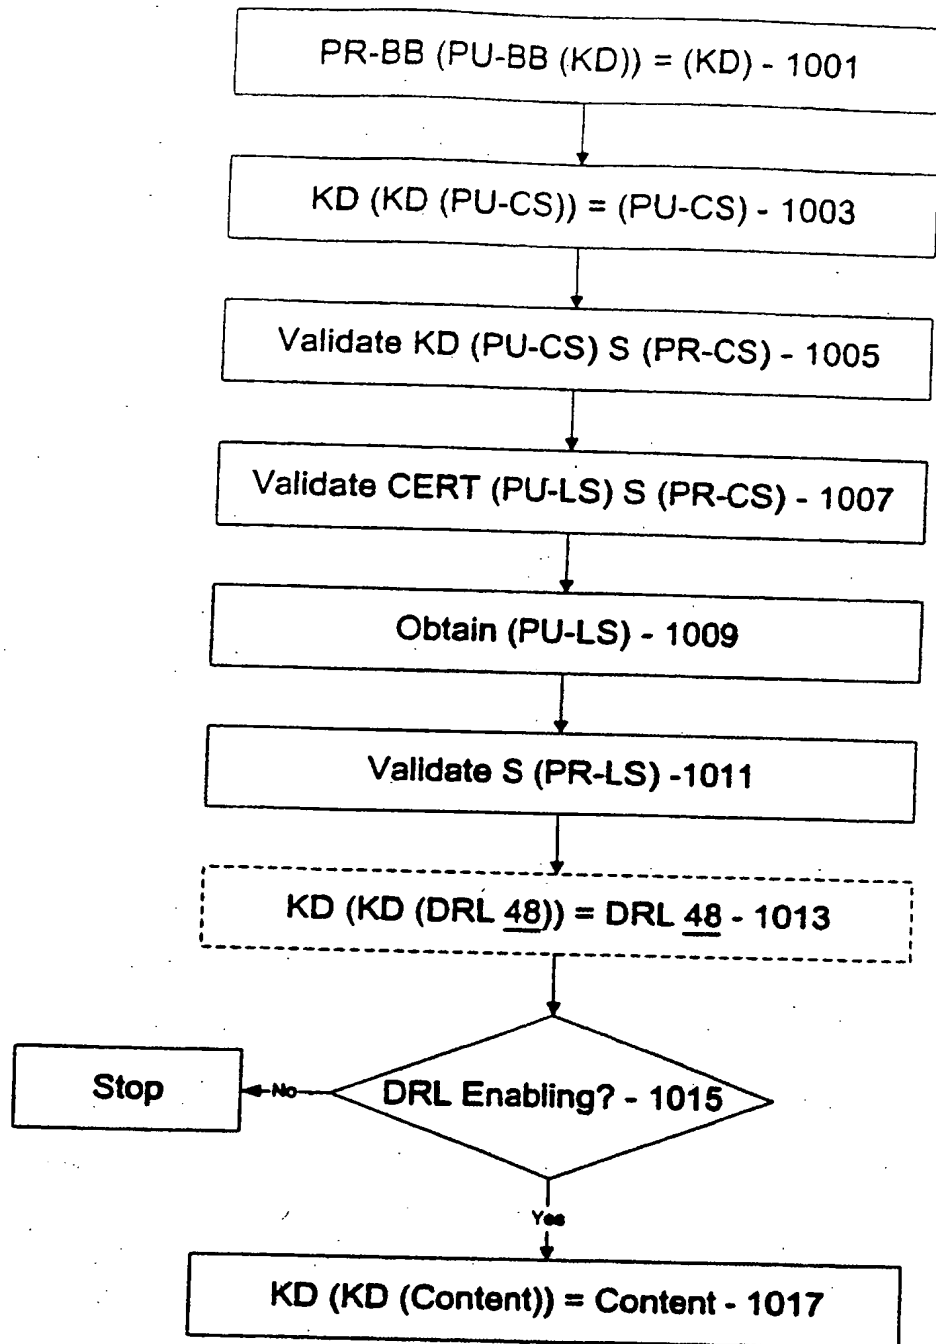 PR-BB (PU-BB (KD)) = (KD) - 1001
KD (KD (PU-CS)) = (PU-CS) - 1003
Validate KD (PU-CS) S (PR-CS) - 1005
Validate CERT (PU-LS) S (PR-CS) - 1007
Obtain (PU-LS) - 1009
Validate S (PR-LS) -1011
KD (KD (DRL 48)) = DRL 48 - 1013
DRL Enabling? - 1015
No
Stop
Yes
KD (KD (Content)) = Content - 1017